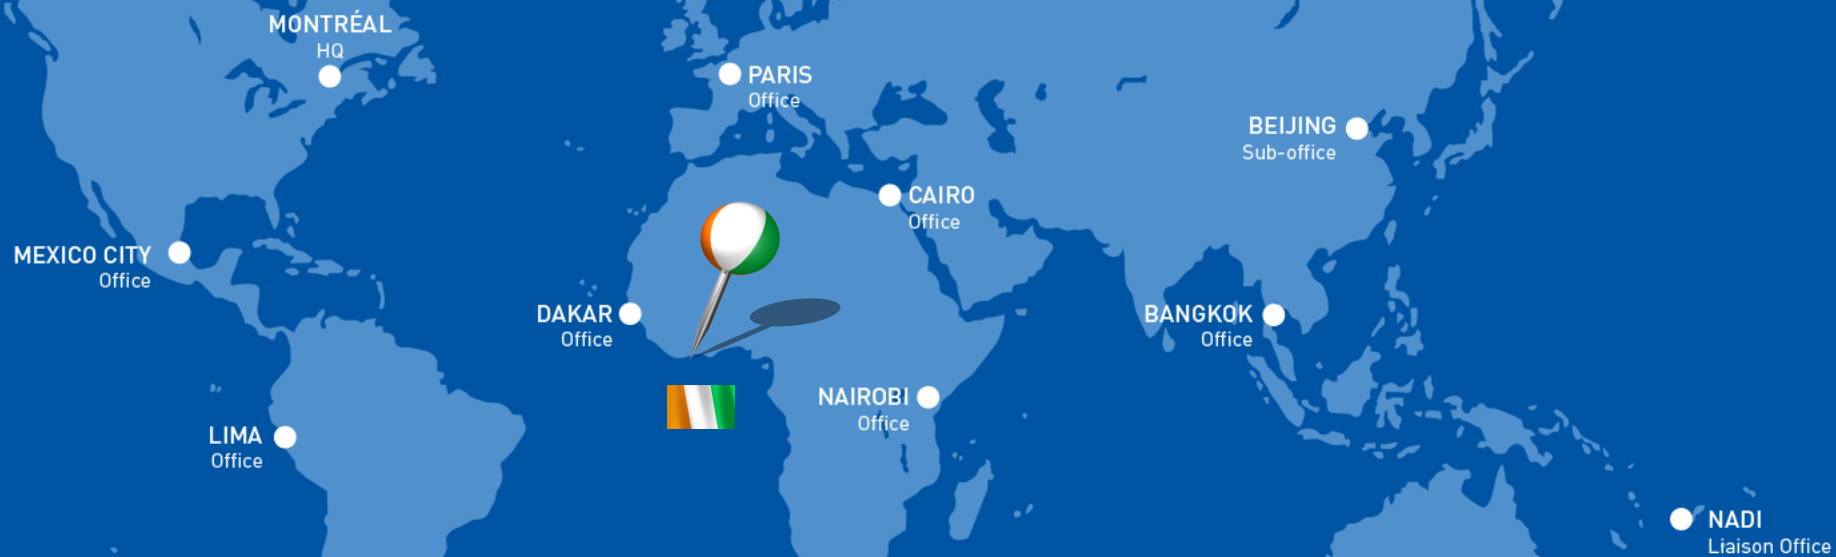 MONTRÉAL
HQ
PARIS
Office
BEIJING
Sub-office
CAIRO
Office
MEXICO CITY
Office
DAKAR
Office
BANGKOK
Office
NAIROBI
Office
LIMA
Office
NADI
Liaison Office